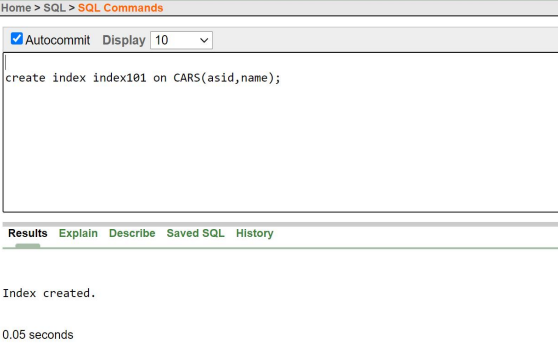 Home > SQL > SQL Commands
Autocommit Display 10
create index index101 on CARS(asid,name);
Results Explain Describe Saved SQL History
Index created.
0.05 seconds